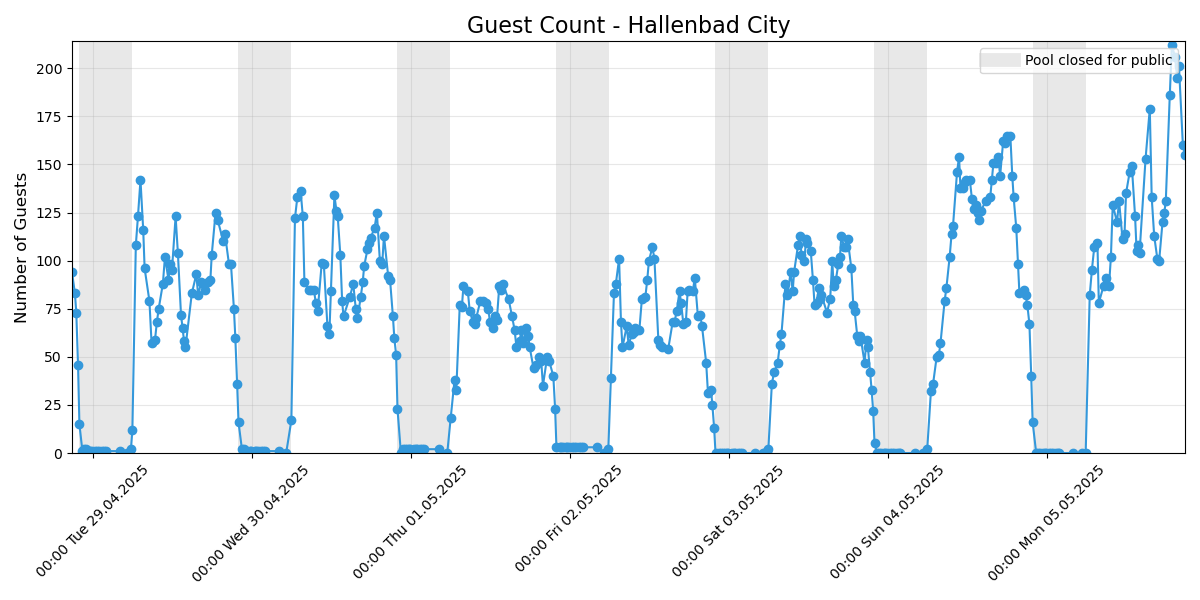 Guest Count - Hallenbad City
Pool closed for public
Number of Guests
200
175
150
125
100
75
50
25
0
00:00 Tue 29.04.2025
00:00 Wed 30.04.2025
00:00 Thu 01.05.2025
00:00 Fri 02.05.2025
00:00 Sat 03.05.2025
00:00 Sun 04.05.2025
00:00 Mon 05.05.2025